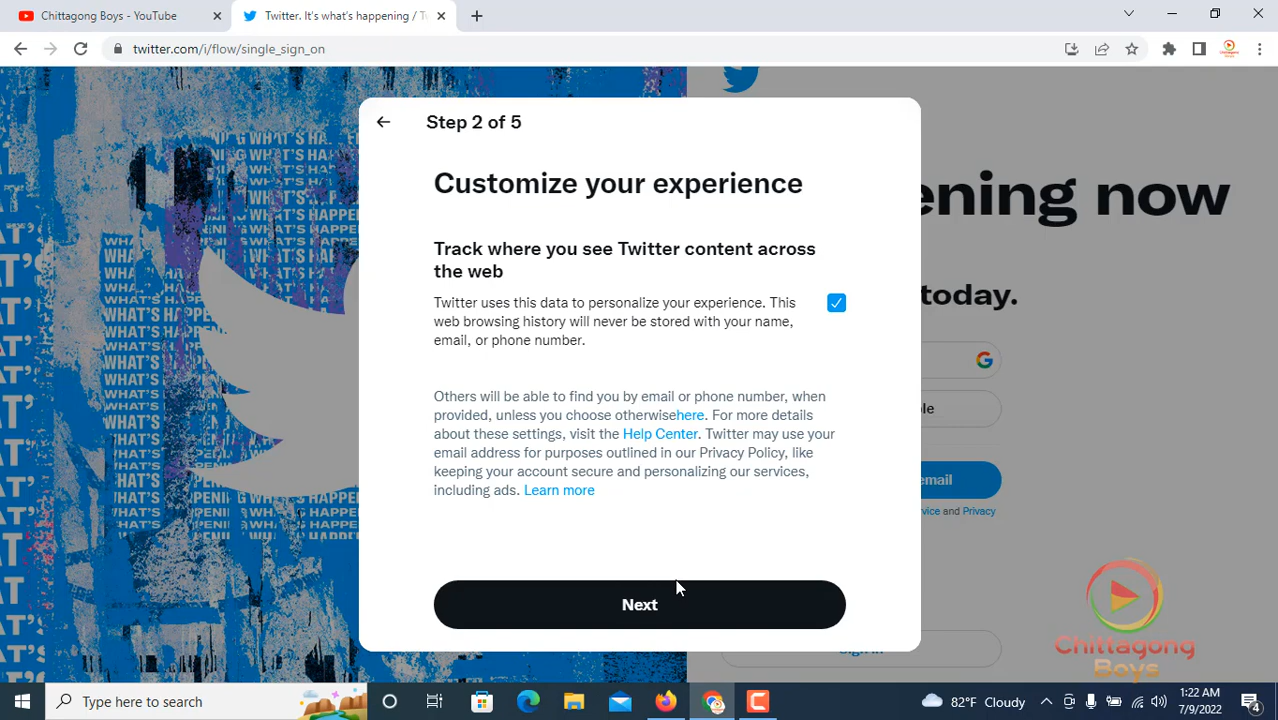 Chittagong Boys - YouTube
Twitter. It's what's happening / T
twitter.com/i/flow/single_sign_on
Step 2 of 5
Customize your experience
Track where you see Twitter content across
the web
Twitter uses this data to personalize your experience. This
web browsing history will never be stored with your name,
email, or phone number.
Others will be able to find you by email or phone number, when
provided, unless you choose otherwisehere. For more details
about these settings, visit the Help Center. Twitter may use your
email address for purposes outlined in our Privacy Policy, like
keeping your account secure and personalizing our services,
including ads. Learn more
Next
ening now
today.
G
le
email
rvice and Privacy
Sign in
Chittagong
Boys
WHAT'S HAPPENING
Type here to search
82°F Cloudy
1:22 AM
7/9/2022
4